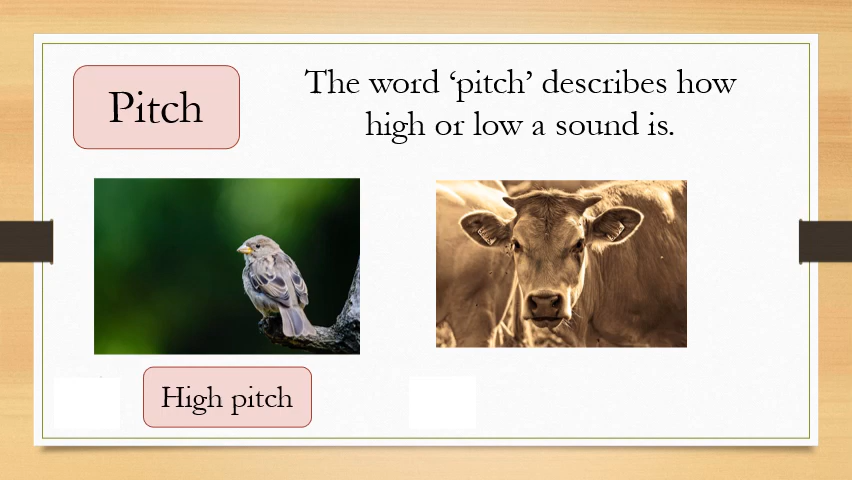 Pitch
The word ‘pitch’ describes how
high or low a sound is.
High pitch